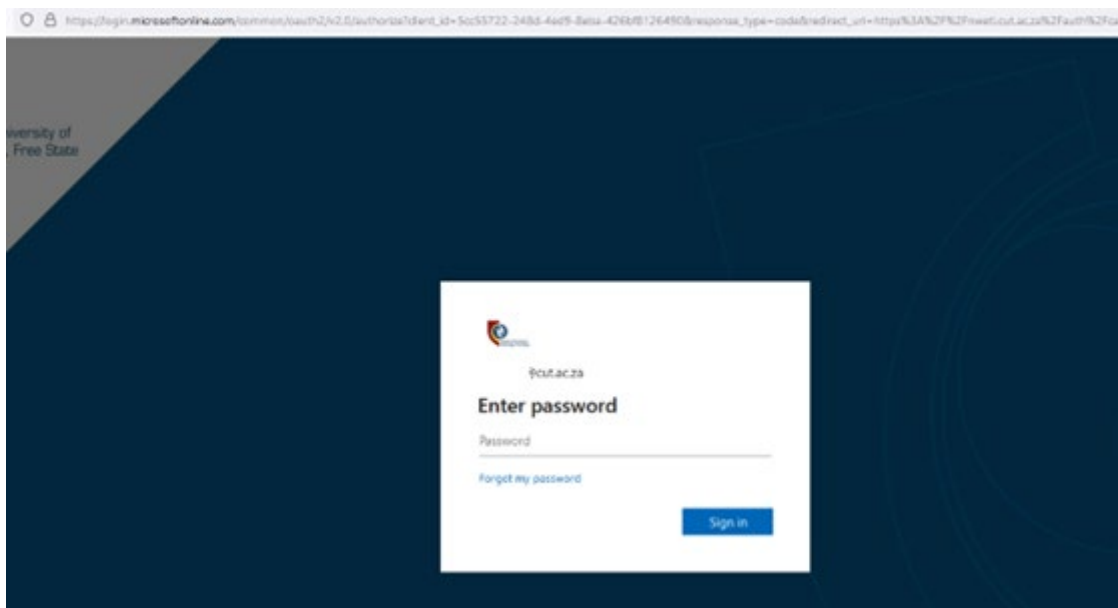 https://login.microsoftonline.com/common/oauth2/v2.0/authorize?client_id=
versity of
, Free State
@cut.ac.za
Enter password
Password
Forgot my password
Sign in